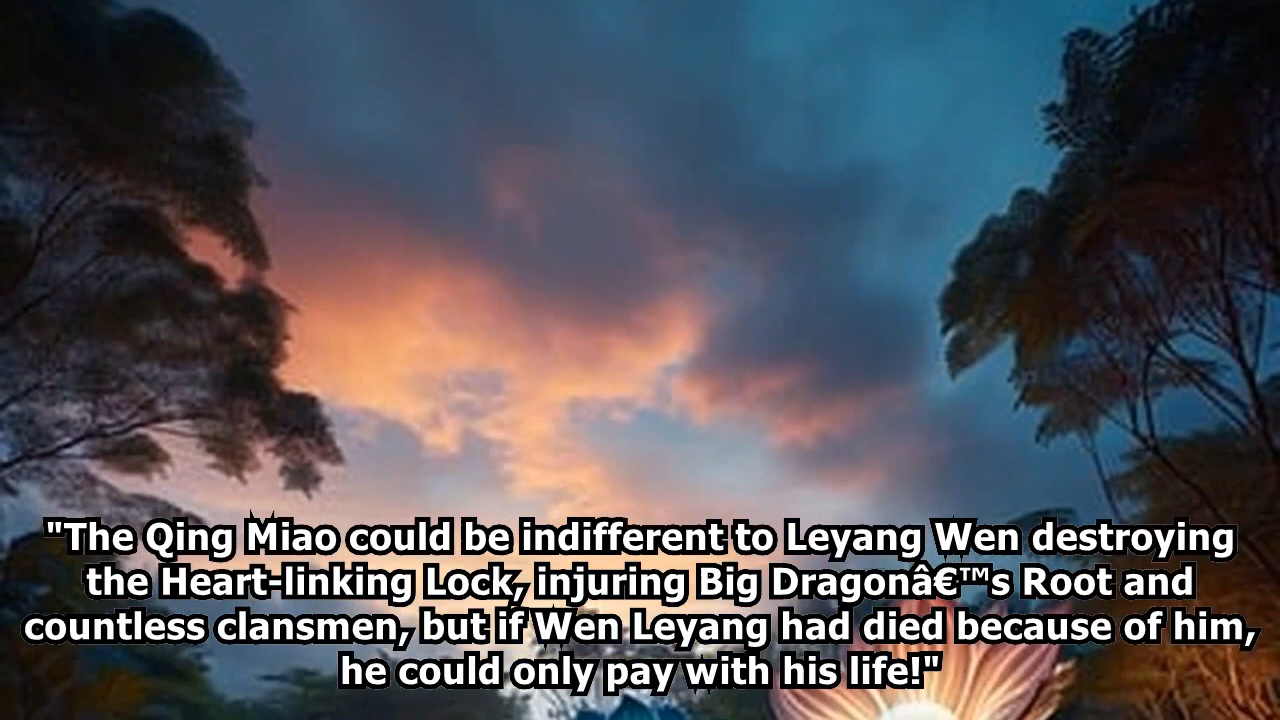 "The Qing Miao could be indifferent to Leyang Wen destroying
the Heart-linking Lock, injuring Big Dragonâ€™s Root and
countless clansmen, but if Wen Leyang had died because of him,
he could only pay with his life!"